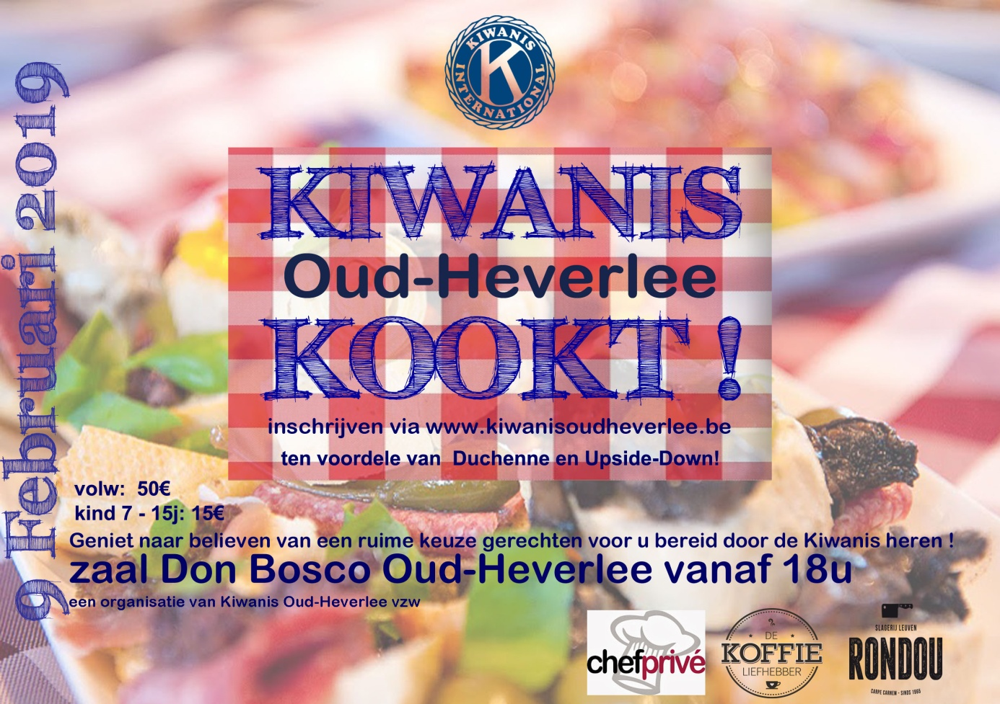 KIWANIS
INTERNATIONAL
K
9 Februari 2019
KIWANIS
Oud-Heverlee
KOOKT !
inschrijven via www.kiwanisoudheverlee.be
ten voordele van Duchenne en Upside-Down!
volw: 50€
kind 7 - 15j: 15€
Geniet naar believen van een ruime keuze gerechten voor u bereid door de Kiwanis heren !
zaal Don Bosco Oud-Heverlee vanaf 18u
een organisatie van Kiwanis Oud-Heverlee vzw
chefprivé
DE
KOFFIE
LIEFHEBBER
SLAGERIJ LEUVEN
RONDOU
CARPE CARNEM - SINDS 1965